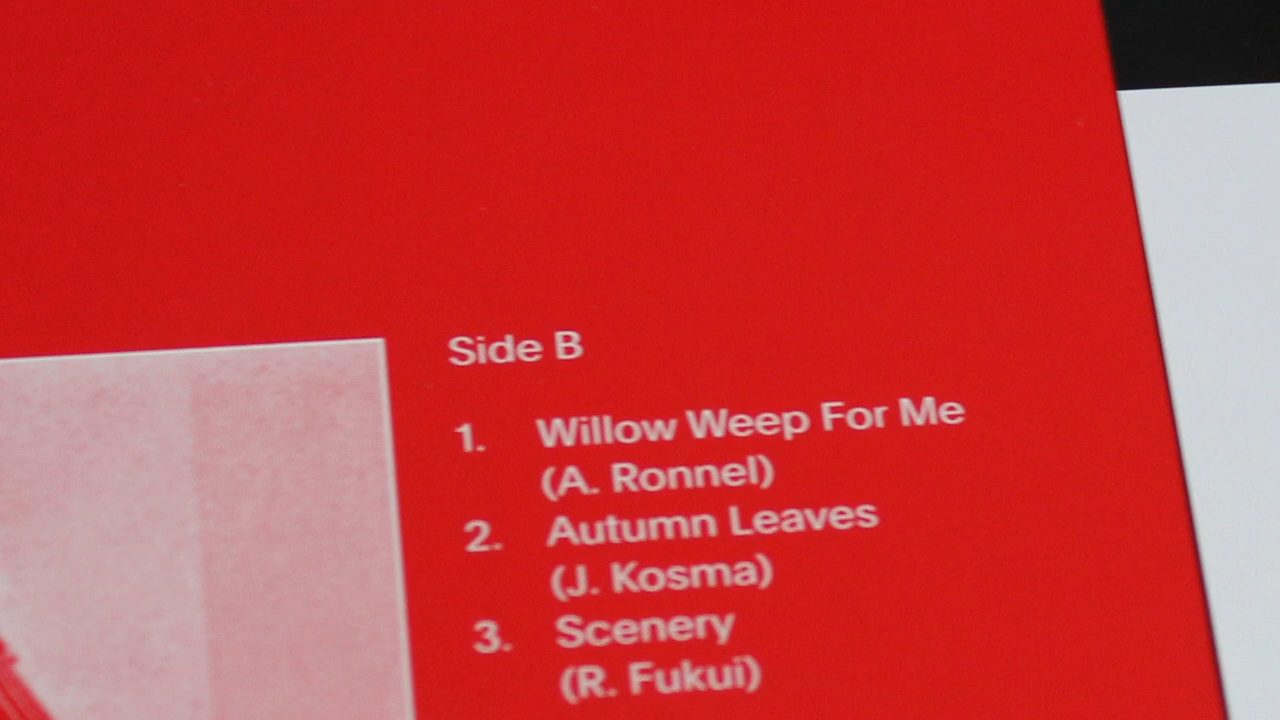 Side B
1. Willow Weep For Me
(A. Ronnel)
2. Autumn Leaves
(J. Kosma)
3. Scenery
(R. Fukui)